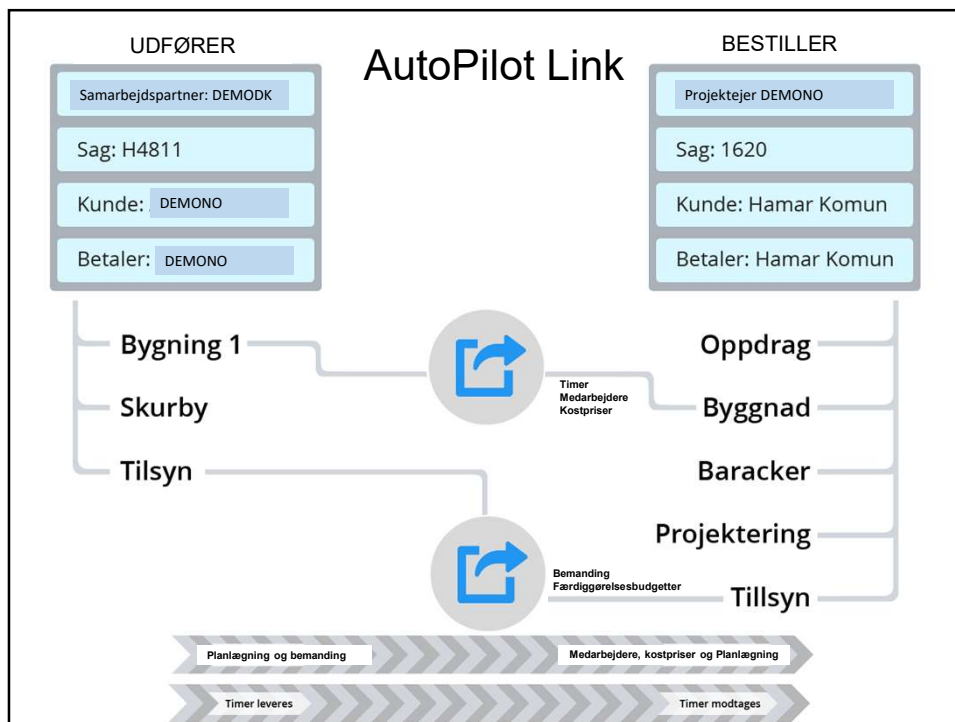 AutoPilot Link
UDFØRER
Samarbejdspartner: DEMODK
Sag: H4811
Kunde: DEMONO
Betaler: DEMONO
BESTILLER
Projektejer DEMONO
Sag: 1620
Kunde: Hamar Komun
Betaler: Hamar Komun
Bygning 1
Skurby
Tilsyn
Timer
Medarbejdere
Kostpriser
Bemanding
Færdiggørelsesbudgetter
Oppdrag
Byggnad
Baracker
Projektering
Tillsyn
Planlægning og bemanding
Medarbejdere, kostpriser og Planlægning
Timer leveres
Timer modtages